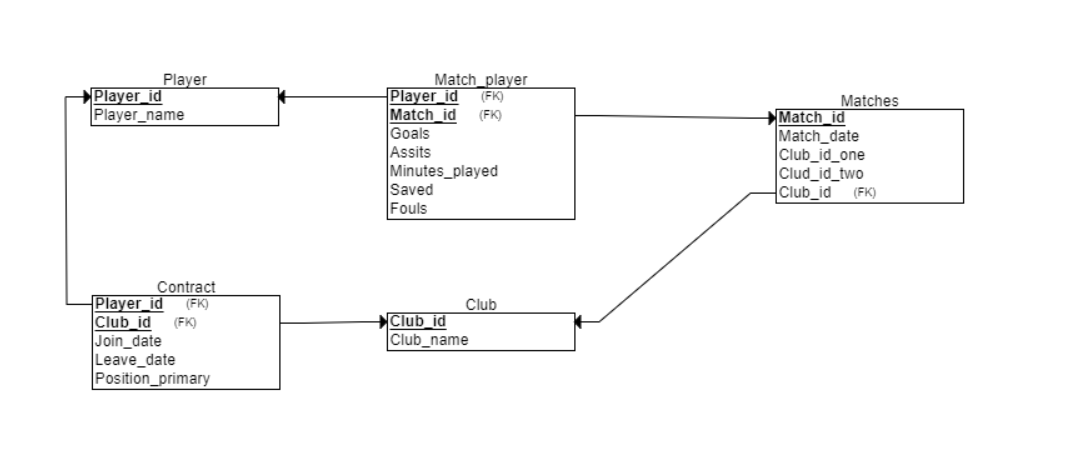 Player
Player_id
Player_name
Match_player
Player_id (FK)
Match_id (FK)
Goals
Assits
Minutes_played
Saved
Fouls
Matches
Match_id
Match_date
Club_id_one
Clud_id_two
Club_id (FK)
Contract
Player_id (FK)
Club_id (FK)
Join_date
Leave_date
Position_primary
Club
Club_id
Club_name